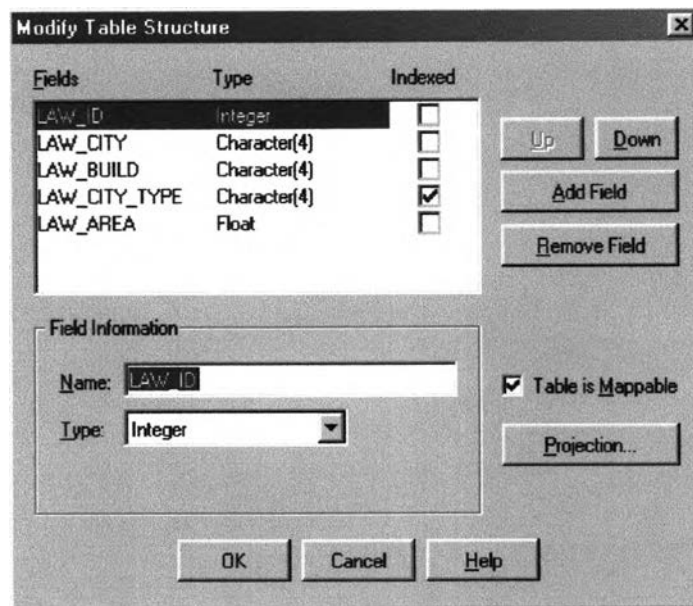 Modify Table Structure
Fields Type Indexed
LAW_ID Integer
LAW_CITY Character(4)
LAW_BUILD Character(4)
LAW_CITY_TYPE Character(4)
LAW_AREA Float
Up Down
Add Field
Remove Field
Field Information
Name: LAW_ID
Type: Integer
Table is Mappable
Projection...
OK Cancel Help